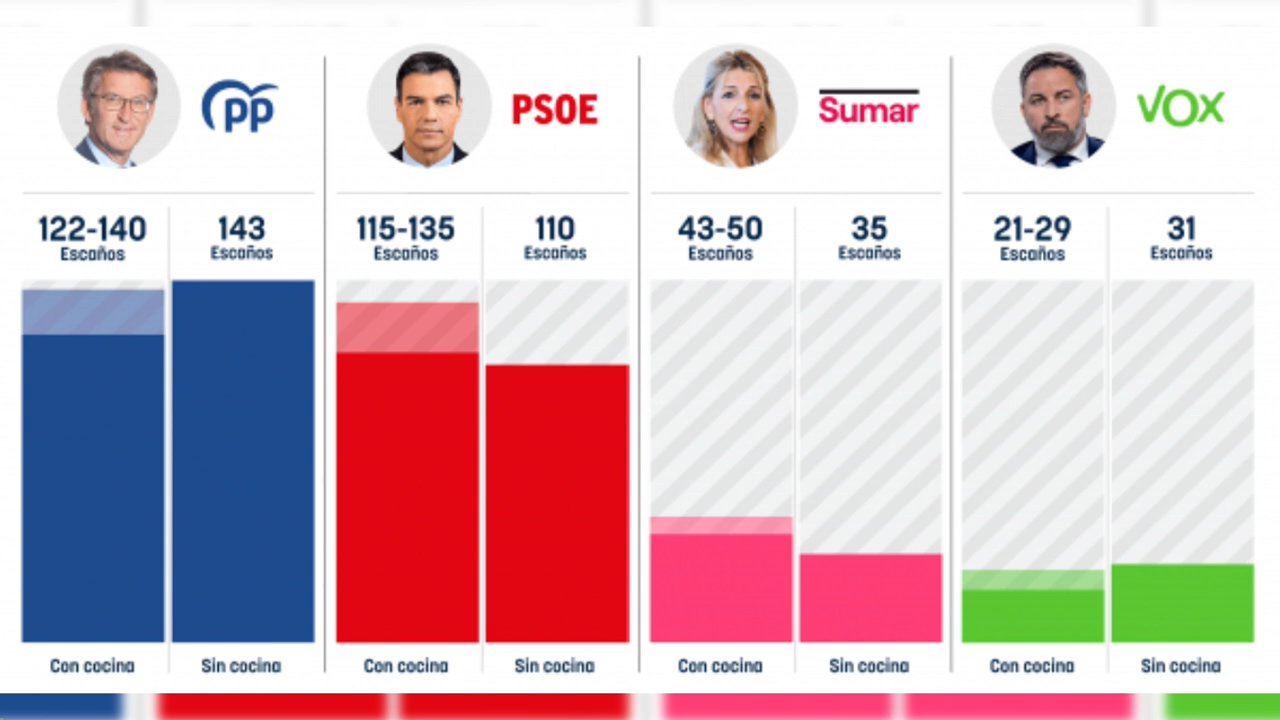 PP
PSOE
Sumar
VOX
122-140
Escaños
143
Escaños
115-135
Escaños
110
Escaños
43-50
Escaños
35
Escaños
21-29
Escaños
31
Escaños
Con cocina
Sin cocina
Con cocina
Sin cocina
Con cocina
Sin cocina
Con cocina
Sin cocina